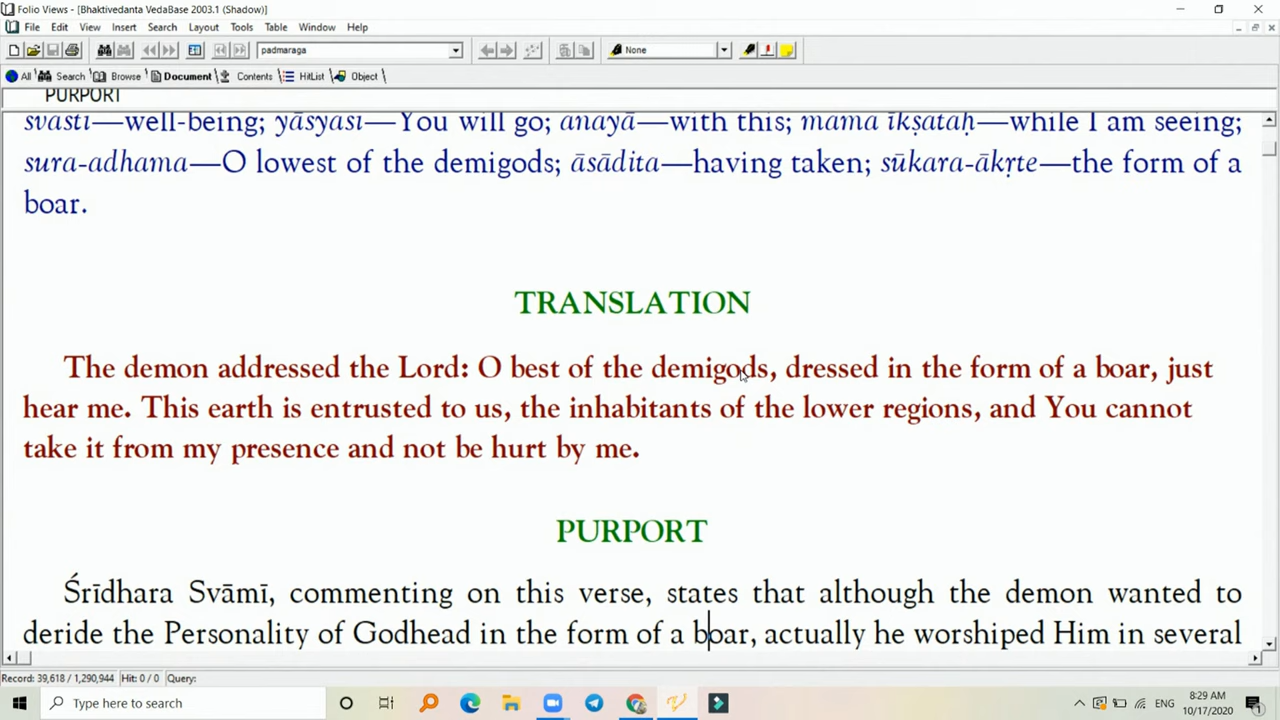 Folio Views - [Bhaktivedanta VedaBase 2003.1 (Shadow)]
File Edit View Insert Search Layout Tools Table Window Help
padmaraga None
All Search Browse Document Contents HitList Object
PURPORT
svasti—well-being; yāsyasi—You will go; anayā—with this; mama īkṣataḥ—while I am seeing;
sura-adhama—O lowest of the demigods; āsādita—having taken; sūkara-ākṛte—the form of a
boar.
TRANSLATION
The demon addressed the Lord: O best of the demigods, dressed in the form of a boar, just
hear me. This earth is entrusted to us, the inhabitants of the lower regions, and You cannot
take it from my presence and not be hurt by me.
PURPORT
Śrīdhara Svāmī, commenting on this verse, states that although the demon wanted to
deride the Personality of Godhead in the form of a boar, actually he worshiped Him in several
Record: 39,618 / 1,290,944 Hit: 0 / 0 Query:
Type here to search
ENG
8:29 AM
10/17/2020